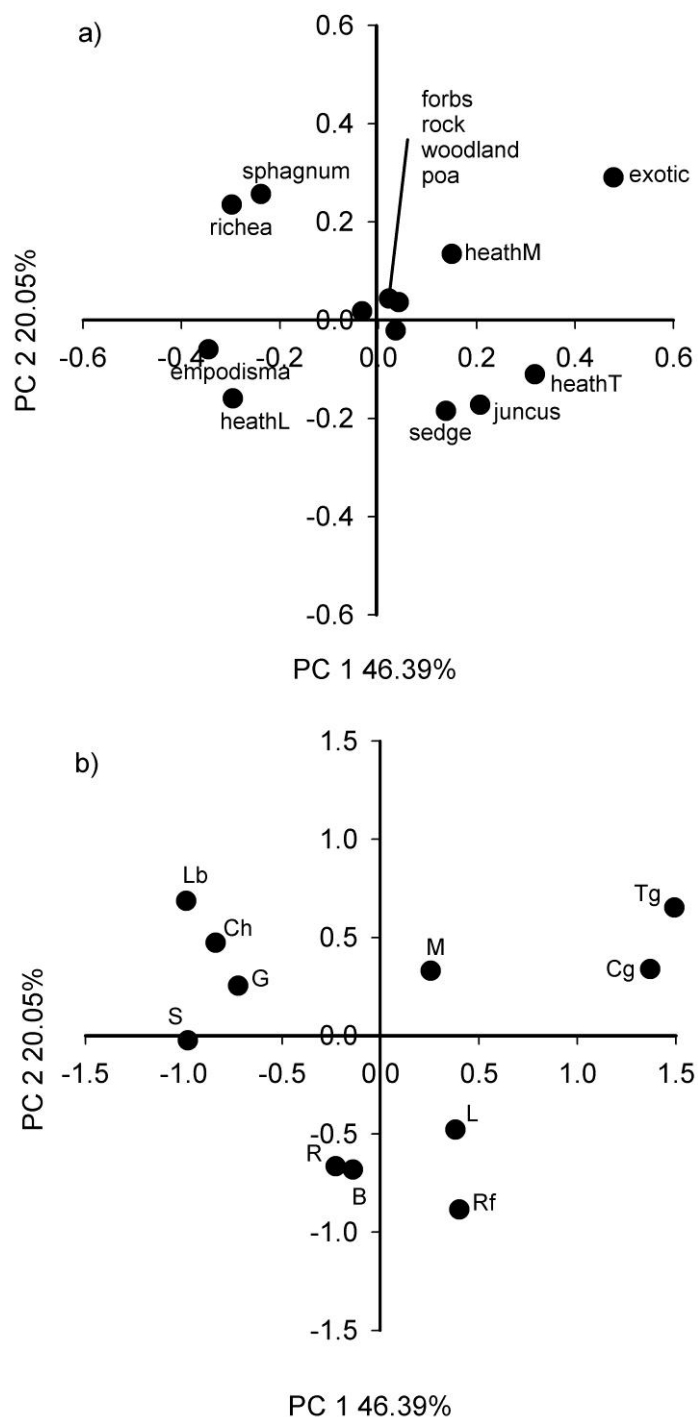 a)
0.6
0.4
0.2
0.0
-0.2
-0.4
-0.6
-0.6
-0.4
-0.2
0.0
0.2
0.4
0.6
forbs
rock
woodland
poa
sphagnum
richea
exotic
heathM
empodisma
heathL
heathT
juncus
sedge
PC 2 20.05%
PC 1 46.39%
b)
1.5
1.0
0.5
0.0
-0.5
-1.0
-1.5
-1.5
-1.0
-0.5
0.0
0.5
1.0
1.5
Lb
Ch
G
S
M
Tg
Cg
R
B
L
Rf
PC 2 20.05%
PC 1 46.39%